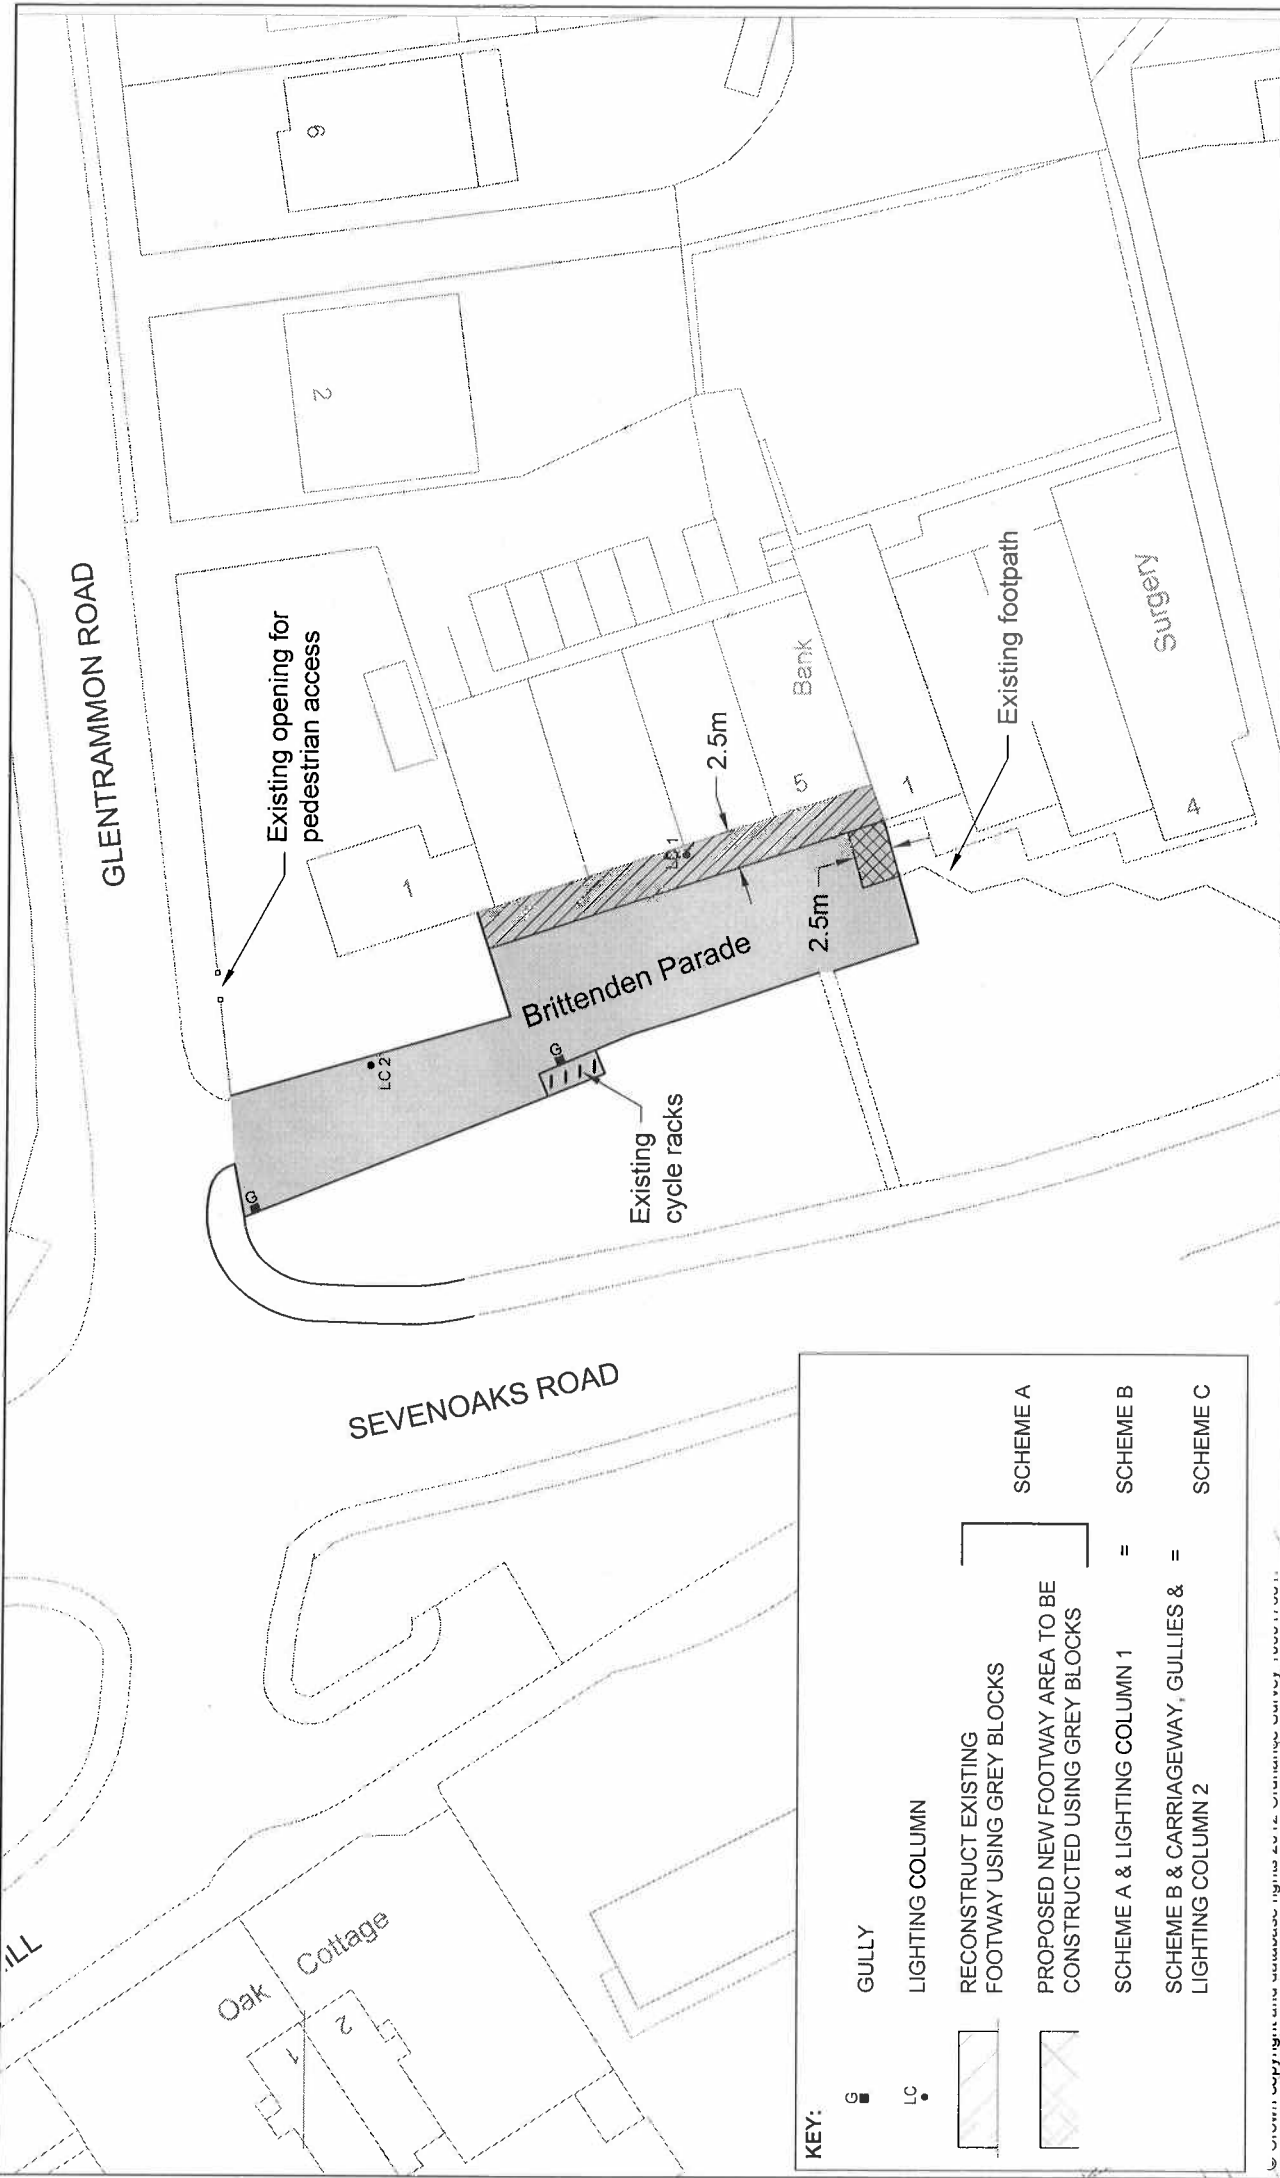 GLENTRAMMON ROAD
6
2
Existing opening for
pedestrian access
1
LC 2
G
G
Brittenden Parade
2.5m
2.5m
5
Bank
1
4
Surgery
Existing footpath
Existing
cycle racks
SEVENOAKS ROAD
Oak
Cottage
1
2
KEY:
G
GULLY
LC
LIGHTING COLUMN
RECONSTRUCT EXISTING
FOOTWAY USING GREY BLOCKS
PROPOSED NEW FOOTWAY AREA TO BE
CONSTRUCTED USING GREY BLOCKS
SCHEME A
SCHEME A & LIGHTING COLUMN 1 = SCHEME B
SCHEME B & CARRIAGEWAY, GULLIES & = SCHEME C
LIGHTING COLUMN 2